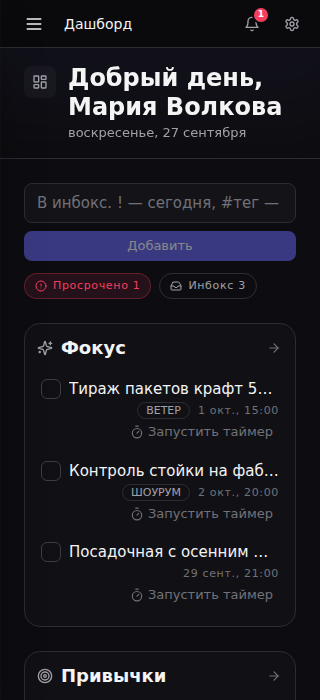 Дашборд
1
Добрый день,
Мария Волкова
воскресенье, 27 сентября
В инбокс. ! — сегодня, #тег —
Добавить
Просрочено 1
Инбокс 3
Фокус
Тираж пакетов крафт 5...
ВЕТЕР 1 окт., 15:00
Запустить таймер
Контроль стойки на фаб...
ШОУРУМ 2 окт., 20:00
Запустить таймер
Посадочная с осенним ...
29 сент., 21:00
Запустить таймер
Привычки